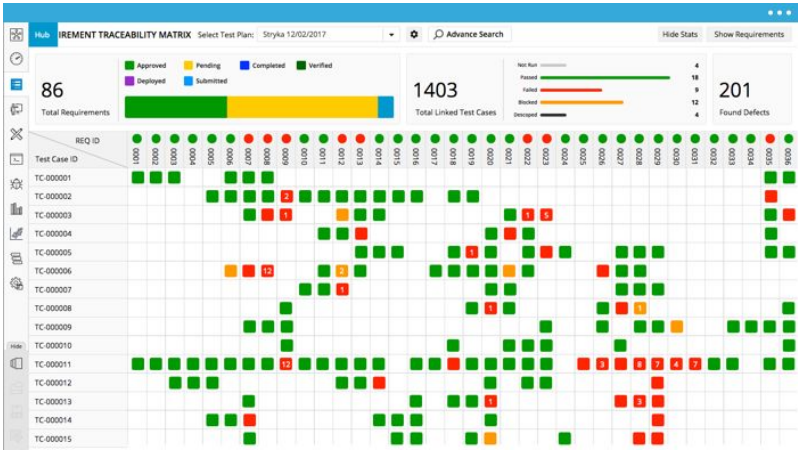 Hub IREMENT TRACEABILITY MATRIX Select Test Plan: Stryka 12/02/2017 Advance Search Hide Stats Show Requirements
86
Total Requirements
Approved Pending Completed Verified
Deployed Submitted
1403
Total Linked Test Cases
Not Run 4
Passed 18
Failed 9
Blocked 12
Descoped 4
201
Found Defects
REQ ID
Test Case ID
0001 0002 0003 0004 0005 0006 0007 0008 0009 0010 0011 0012 0013 0014 0015 0016 0017 0018 0019 0020 0021 0022 0023 0024 0025 0026 0027 0028 0029 0030 0031 0032 0033 0034 0035 0036
TC-000001
TC-000002 2
TC-000003 1 1 5
TC-000004
TC-000005 1
TC-000006 12 2
TC-000007 1
TC-000008 1 1
TC-000009
TC-000010
Hide
TC-000011 12 3 8 7 4 7
TC-000012
TC-000013 1 3
TC-000014
TC-000015